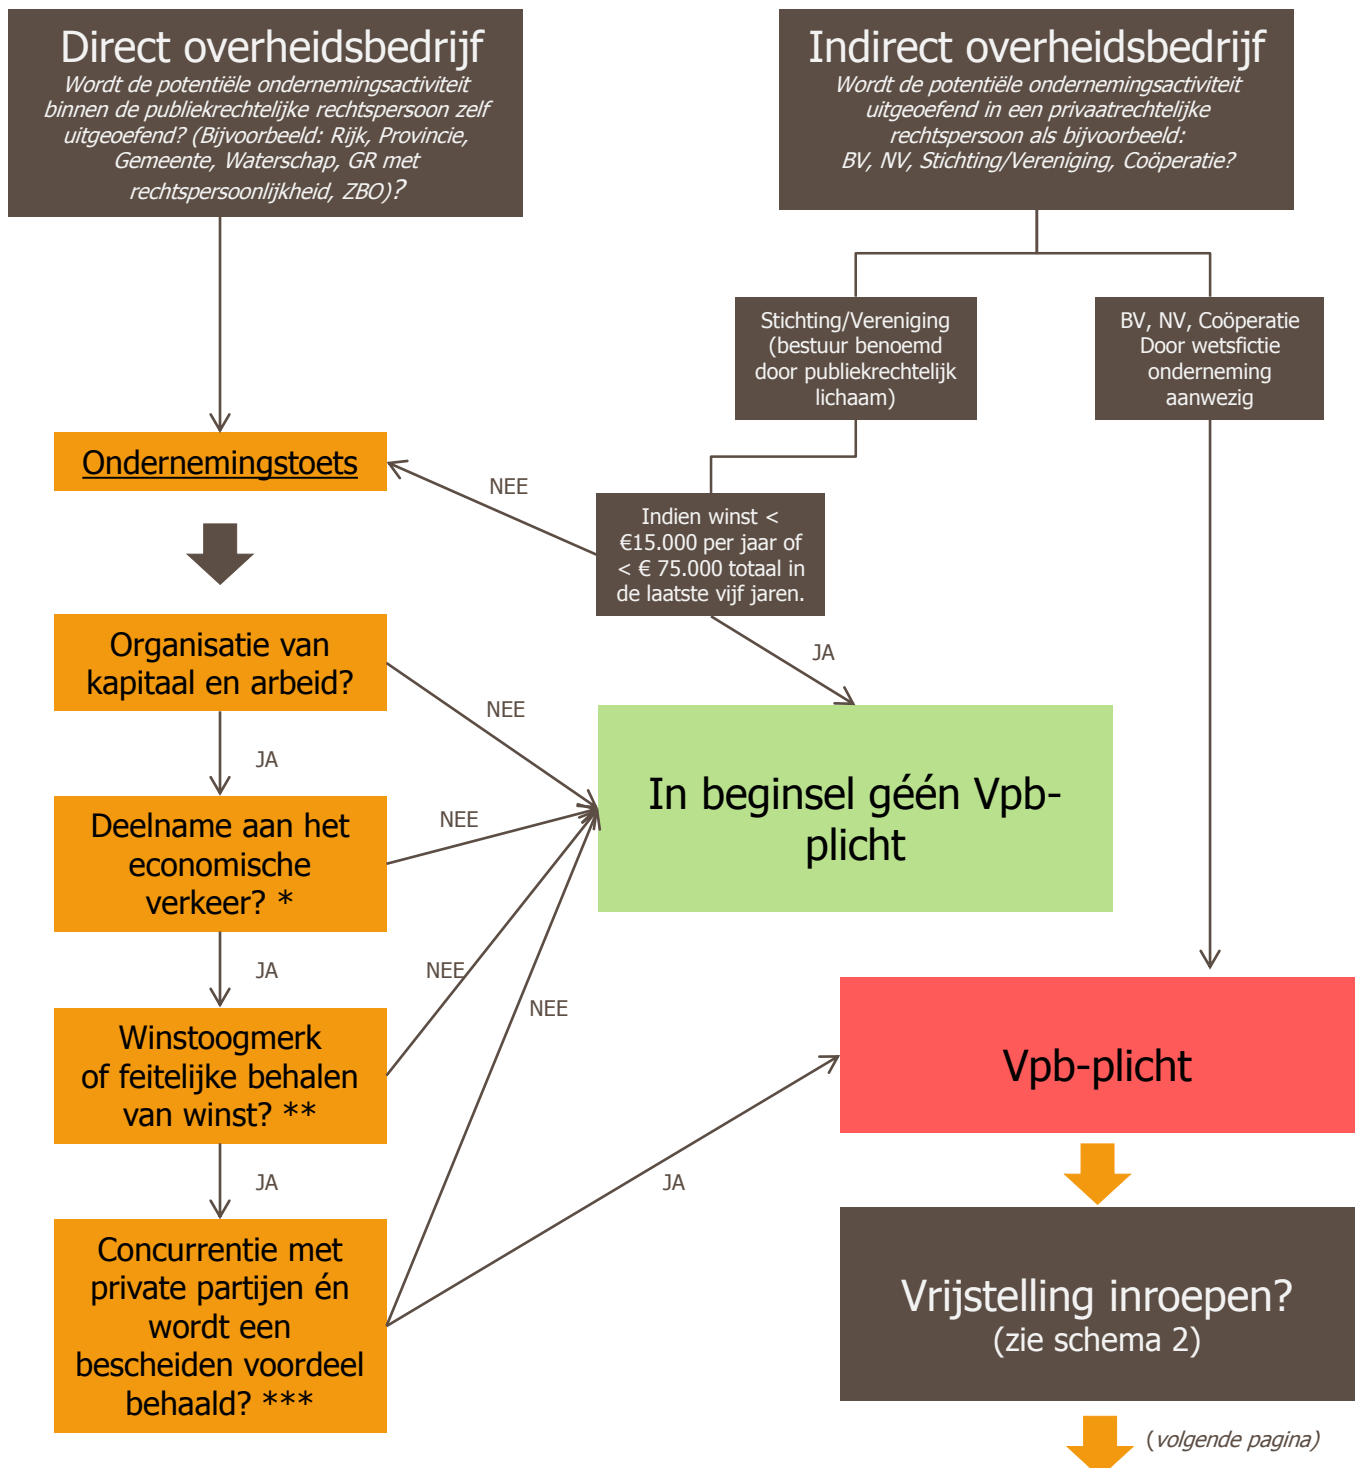 Direct overheidsbedrijf
Wordt de potentiële ondernemingsactiviteit
binnen de publiekrechtelijke rechtspersoon zelf
uitgeoefend? (Bijvoorbeeld: Rijk, Provincie,
Gemeente, Waterschap, GR met
rechtspersoonlijkheid, ZBO)?
Indirect overheidsbedrijf
Wordt de potentiële ondernemingsactiviteit
uitgeoefend in een privaatrechtelijke
rechtspersoon als bijvoorbeeld:
BV, NV, Stichting/Vereniging, Coöperatie?
Stichting/Vereniging
(bestuur benoemd
door publiekrechtelijk
lichaam)
BV, NV, Coöperatie
Door wetsfictie
onderneming
aanwezig
Ondernemingstoets
NEE
Indien winst <
€15.000 per jaar of
< € 75.000 totaal in
de laatste vijf jaren.
JA
Organisatie van
kapitaal en arbeid?
NEE
JA
In beginsel géén Vpb-
plicht
Deelname aan het
economische
verkeer? *
NEE
JA
NEE
NEE
Winstoogmerk
of feitelijke behalen
van winst? **
Vpb-plicht
JA
JA
Concurrentie met
private partijen én
wordt een
bescheiden voordeel
behaald? ***
Vrijstelling inroepen?
(zie schema 2)
(volgende pagina)